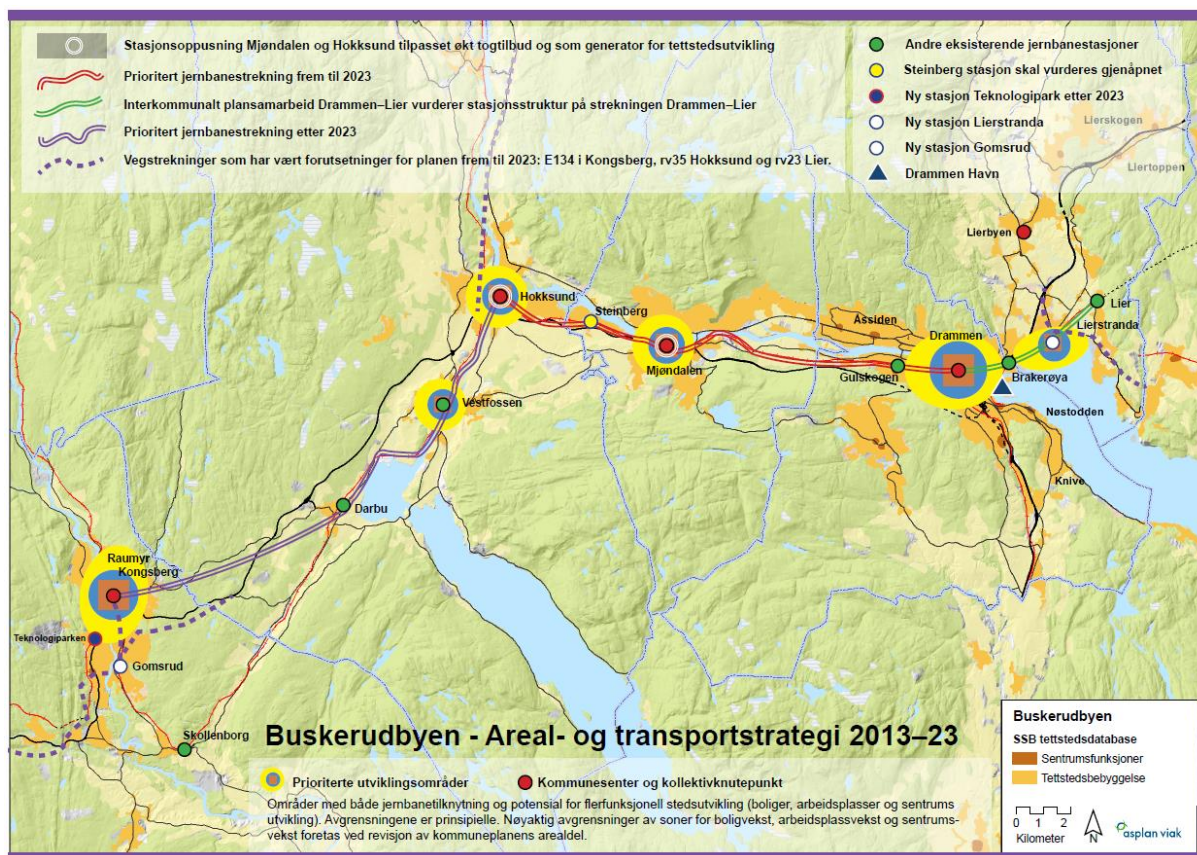 Stasjonsoppusning Mjøndalen og Hokksund tilpasset økt togtilbud og som generator for tettstedsutvikling
Prioritert jernbanestrekning frem til 2023
Interkommunalt plansamarbeid Drammen–Lier vurderer stasjonsstruktur på strekningen Drammen–Lier
Prioritert jernbanestrekning etter 2023
Vegstrekninger som har vært forutsetninger for planen frem til 2023: E134 i Kongsberg, rv35 Hokksund og rv23 Lier.
Andre eksisterende jernbanestasjoner
Steinberg stasjon skal vurderes gjenåpnet
Ny stasjon Teknologipark etter 2023
Ny stasjon Lierstranda
Ny stasjon Gomsrud
Drammen Havn
Lierskogen
Liertoppen
Lierbyen
Hokksund
Steinberg
Lier
Lierstranda
Åssiden
Drammen
Mjøndalen
Gulskogen
Brakerøya
Vestfossen
Nøstodden
Knive
Darbu
Raumyr
Kongsberg
Teknologiparken
Gomsrud
Skollenborg
Buskerudbyen - Areal- og transportstrategi 2013–23
Prioriterte utviklingsområder
Kommunesenter og kollektivknutepunkt
Områder med både jernbanetilknytning og potensial for flerfunksjonell stedsutvikling (boliger, arbeidsplasser og sentrums
utvikling). Avgrensningene er prinsipielle. Nøyaktig avgrensninger av soner for boligvekst, arbeidsplassvekst og sentrums-
vekst foretas ved revisjon av kommuneplanens arealdel.
Buskerudbyen
SSB tettstedsdatabase
Sentrumsfunksjoner
Tettstedsbebyggelse
0 1 2
Kilometer
N
asplan viak